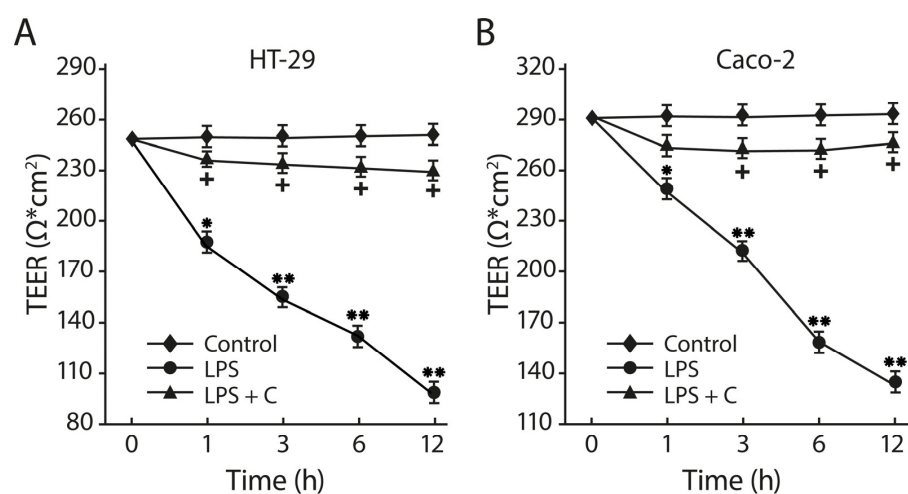 A
HT-29
TEER (Ω*cm2)
290
260
230
200
170
140
110
80
*
**
**
**
+
+
+
+
Control
LPS
LPS + C
0
1
3
6
12
Time (h)
B
Caco-2
TEER (Ω*cm2)
320
290
260
230
200
170
140
110
*
**
**
**
+
+
+
Control
LPS
LPS + C
0
1
3
6
12
Time (h)